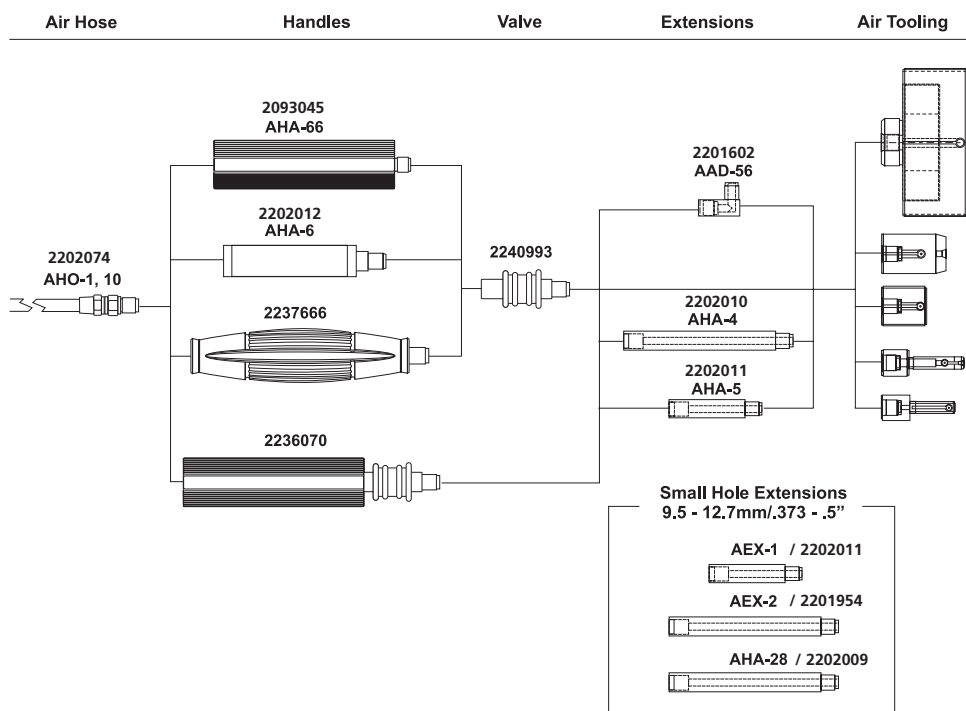 Air Hose
Handles
Valve
Extensions
Air Tooling
2093045
AHA-66
2202012
AHA-6
2202074
AHO-1, 10
2237666
2236070
2240993
2201602
AAD-56
2202010
AHA-4
2202011
AHA-5
Small Hole Extensions
9.5 - 12.7mm/.373 - .5”
AEX-1 / 2202011
AEX-2 / 2201954
AHA-28 / 2202009